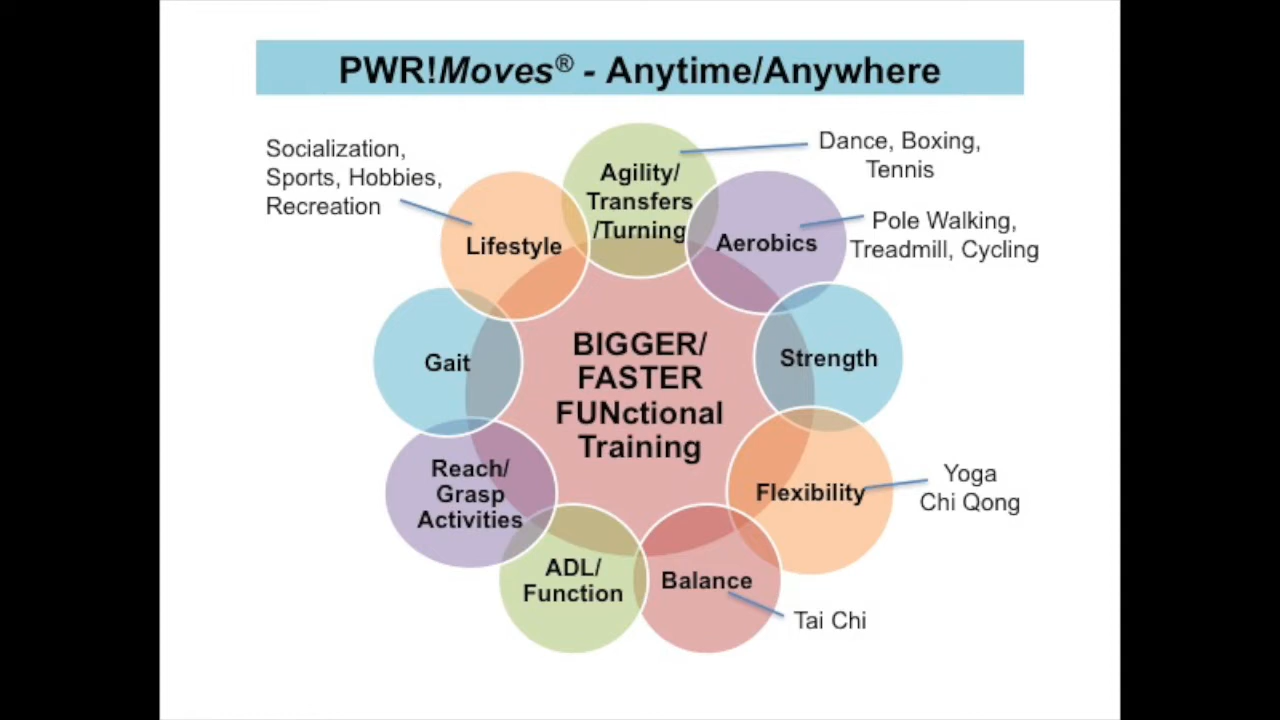 PWR!Moves® - Anytime/Anywhere
Socialization,
Sports, Hobbies,
Recreation
Dance, Boxing,
Tennis
Agility/
Transfers
/Turning
Lifestyle
Aerobics
Pole Walking,
Treadmill, Cycling
Gait
BIGGER/
FASTER
FUNctional
Training
Strength
Reach/
Grasp
Activities
Flexibility
Yoga
Chi Qong
ADL/
Function
Balance
Tai Chi